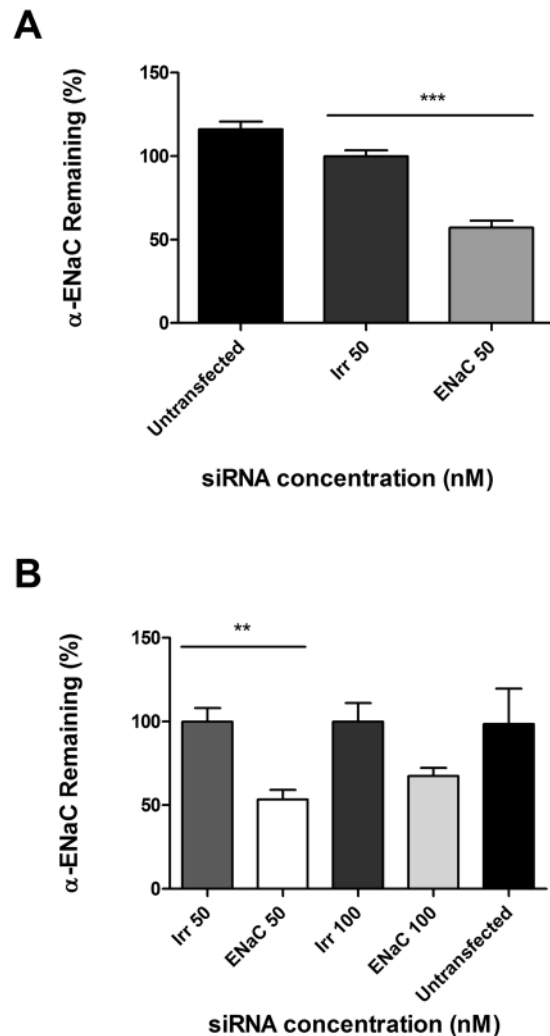 A
α-ENaC Remaining (%)
150
100
50
0
***
Untransfected
Irr 50
ENaC 50
siRNA concentration (nM)
B
α-ENaC Remaining (%)
150
100
50
0
**
Irr 50
ENaC 50
Irr 100
ENaC 100
Untransfected
siRNA concentration (nM)